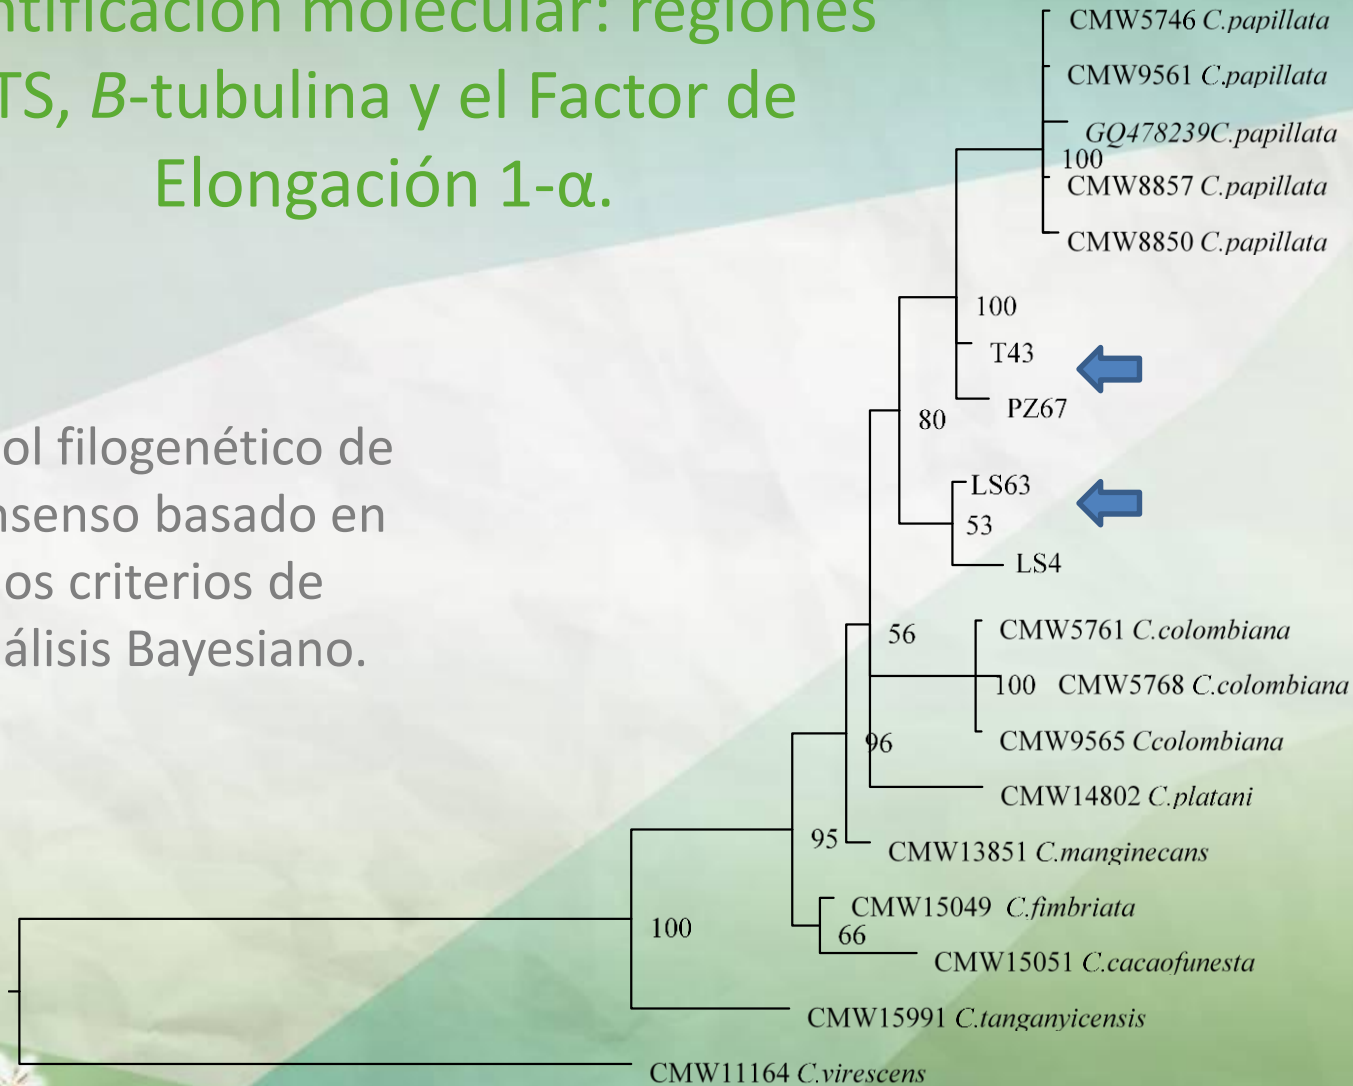 ntificación molecular: regiones
TS, B-tubulina y el Factor de
Elongación 1-α.
ol filogenético de
nsenso basado en
os criterios de
álisis Bayesiano.
CMW5746 C.papillata
CMW9561 C.papillata
GQ478239C.papillata
100
CMW8857 C.papillata
CMW8850 C.papillata
100
T43
PZ67
80
LS63
53
LS4
56
CMW5761 C.colombiana
100 CMW5768 C.colombiana
96
CMW9565 Ccolombiana
CMW14802 C.platani
95
CMW13851 C.manginecans
CMW15049 C.fimbriata
100
66
CMW15051 C.cacaofunesta
CMW15991 C.tanganyicensis
CMW11164 C.virescens